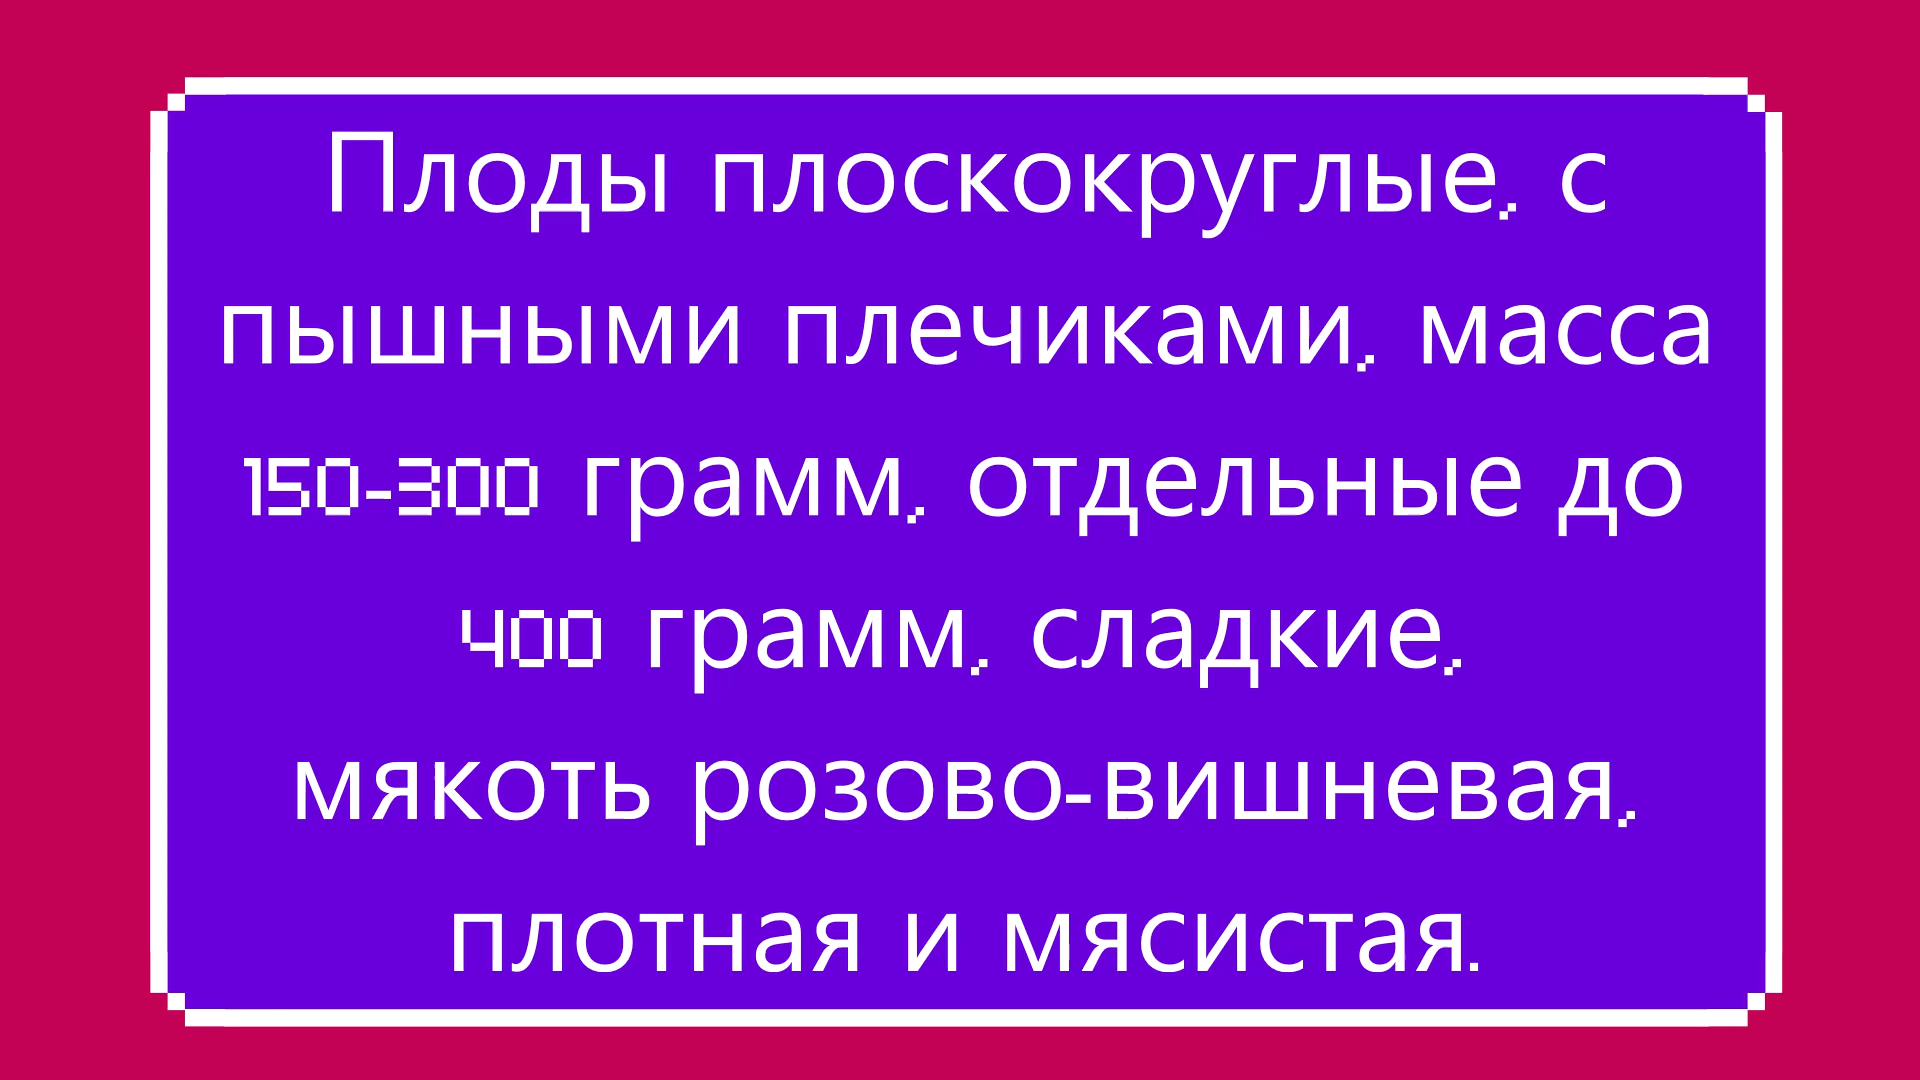 Плоды плоскокруглые, с
пышными плечиками, масса
150-300 грамм, отдельные до
400 грамм, сладкие,
мякоть розово-вишневая,
плотная и мясистая.